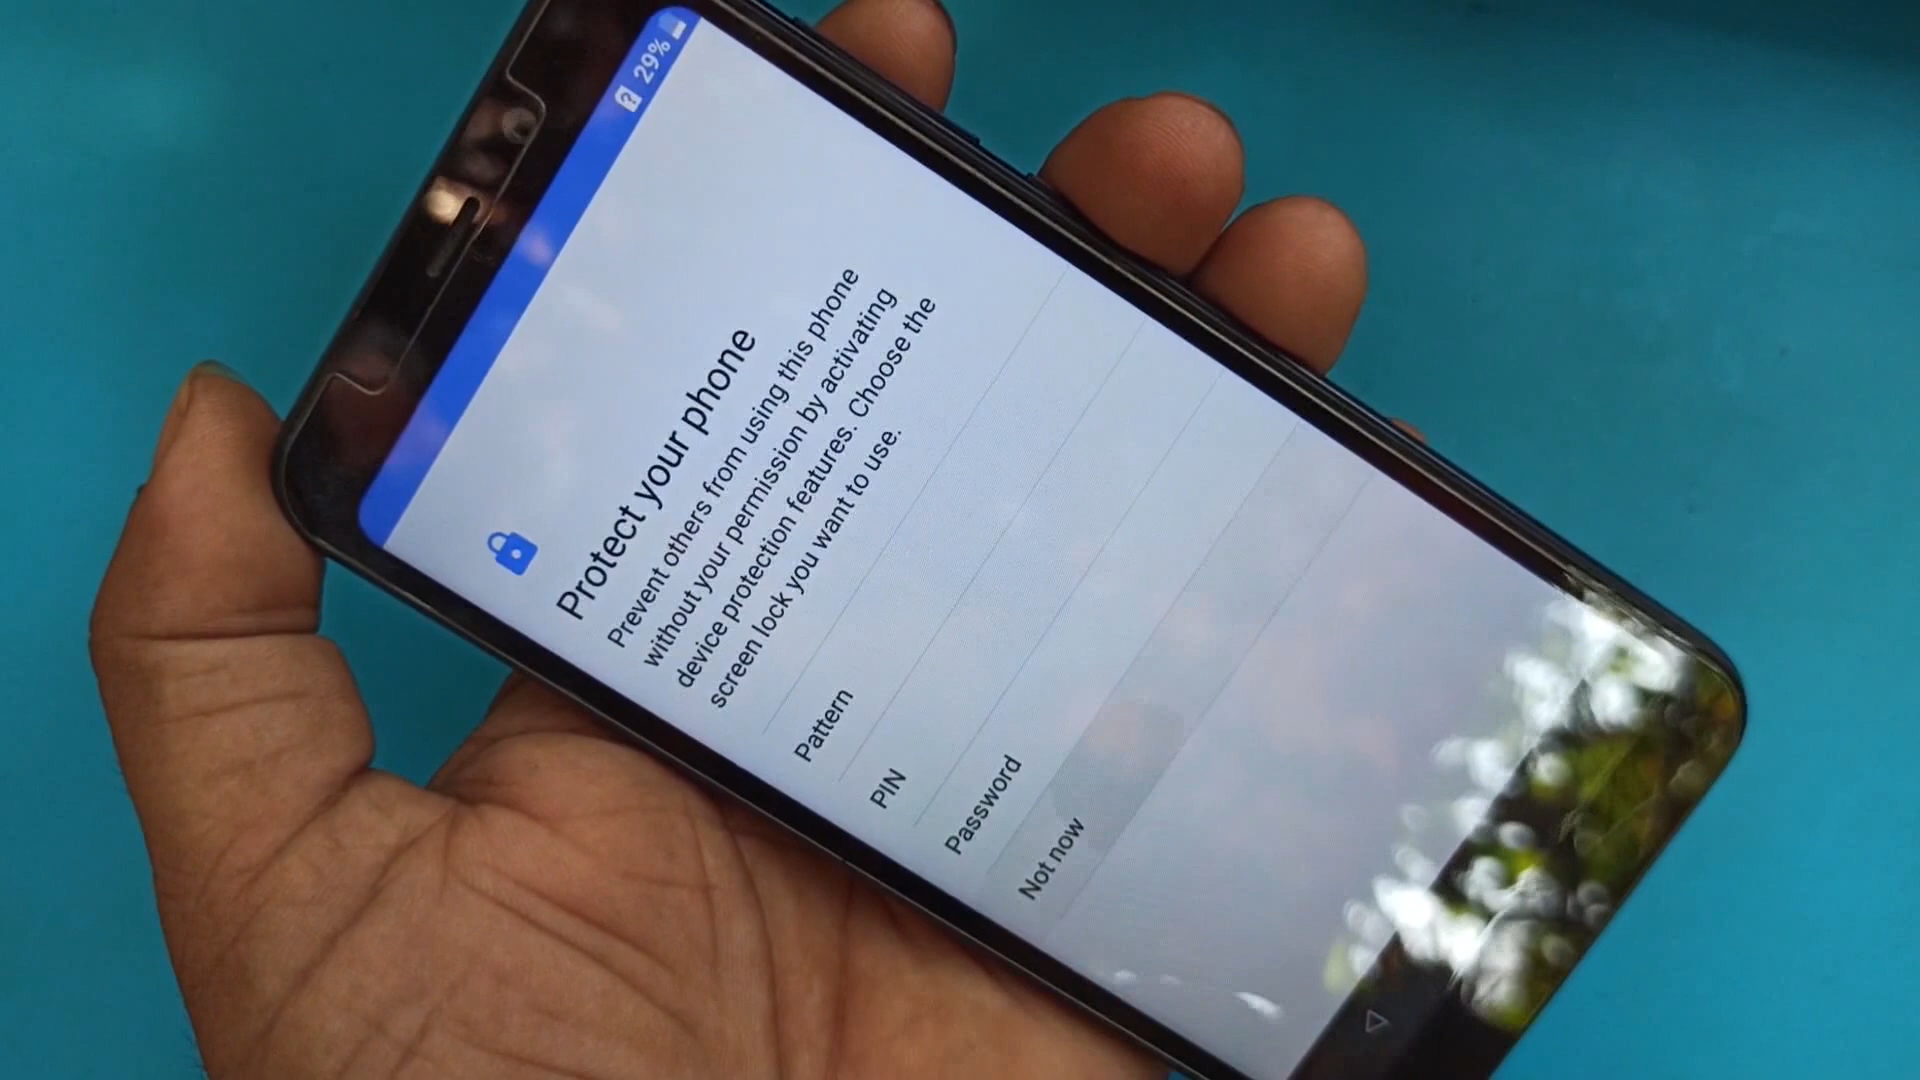 29%
Protect your phone
Prevent others from using this phone
without your permission by activating
device protection features. Choose the
screen lock you want to use.
Pattern
PIN
Password
Not now